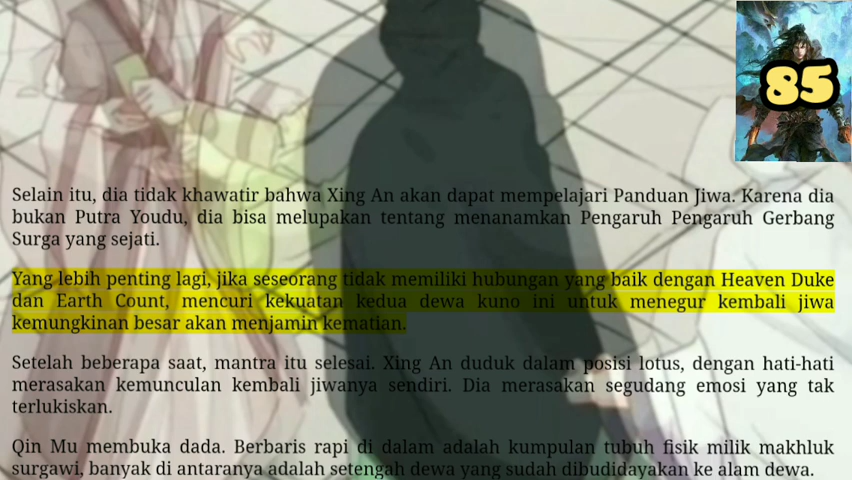 85
Selain itu, dia tidak khawatir bahwa Xing An akan dapat mempelajari Panduan Jiwa. Karena dia
bukan Putra Youdu, dia bisa melupakan tentang menanamkan Pengaruh Pengaruh Gerbang
Surga yang sejati.
Yang lebih penting lagi, jika seseorang tidak memiliki hubungan yang baik dengan Heaven Duke
dan Earth Count, mencuri kekuatan kedua dewa kuno ini untuk menegur kembali jiwa
kemungkinan besar akan menjamin kematian.
Setelah beberapa saat, mantra itu selesai. Xing An duduk dalam posisi lotus, dengan hati-hati
merasakan kemunculan kembali jiwanya sendiri. Dia merasakan segudang emosi yang tak
terlukiskan.
Qin Mu membuka dada. Berbaris rapi di dalam adalah kumpulan tubuh fisik milik makhluk
surgawi, banyak di antaranya adalah setengah dewa yang sudah dibudidayakan ke alam dewa.